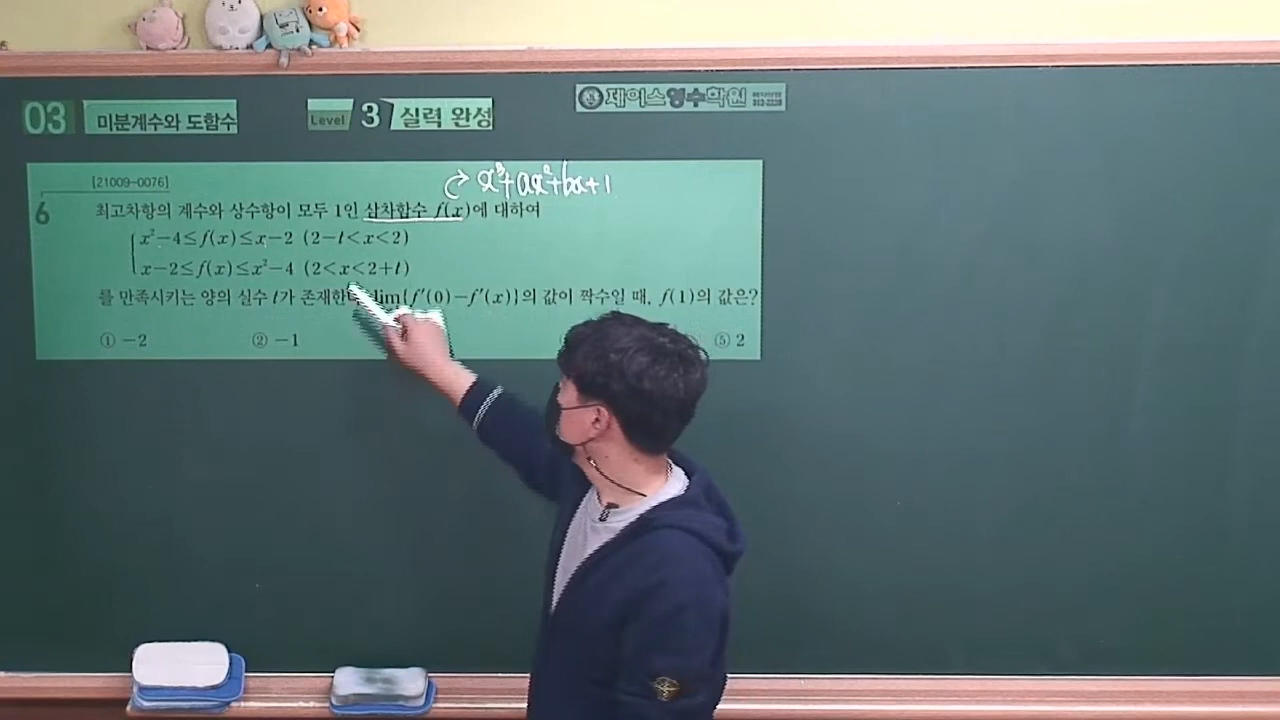 03 미분계수와 도함수 Level 3 실력 완성
제이스영수학원
[21009-0076]
x³+ax²+bx+1
6 최고차항의 계수와 상수항이 모두 1인 삼차함수 f(x)에 대하여
x²-4≤f(x)≤x-2 (2-t<x<2)
x-2≤f(x)≤x²-4 (2<x<2+t)
를 만족시키는 양의 실수 t가 존재한다. lim{f′(0)-f′(x)}의 값이 짝수일 때, f(1)의 값은?
① -2 ② -1 ⑤ 2